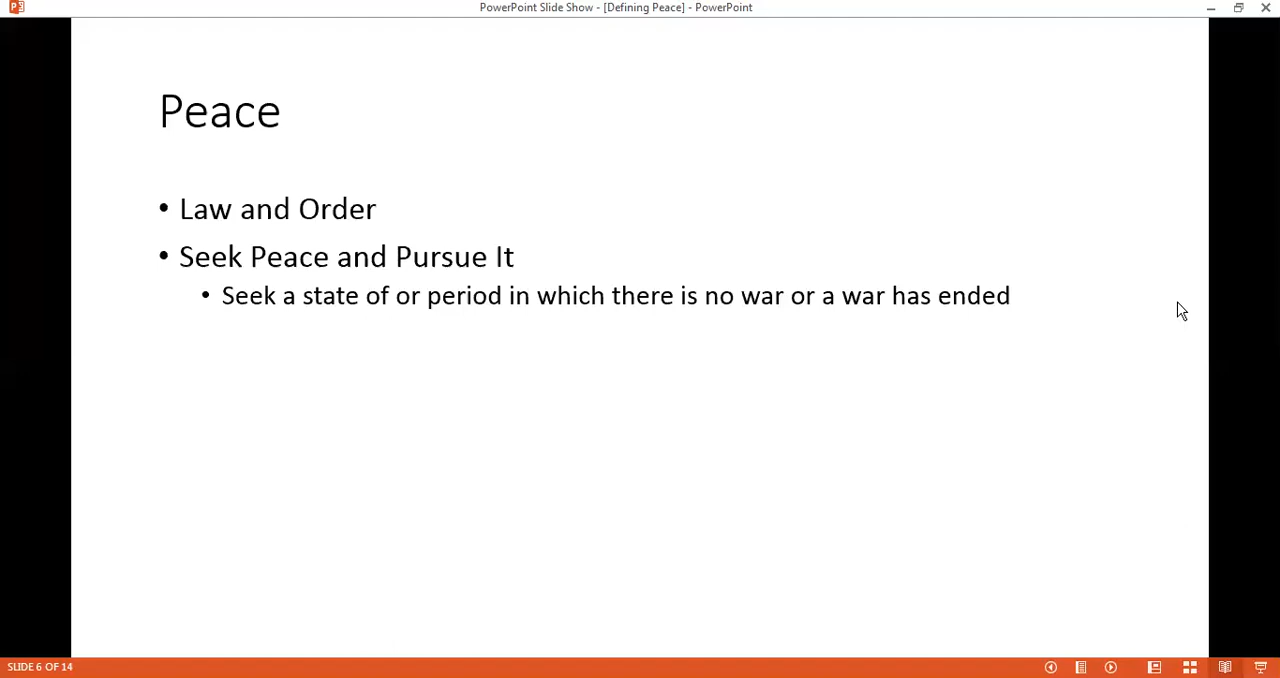 PowerPoint Slide Show - [Defining Peace] - PowerPoint
Peace
• Law and Order
• Seek Peace and Pursue It
• Seek a state of or period in which there is no war or a war has ended
SLIDE 6 OF 14